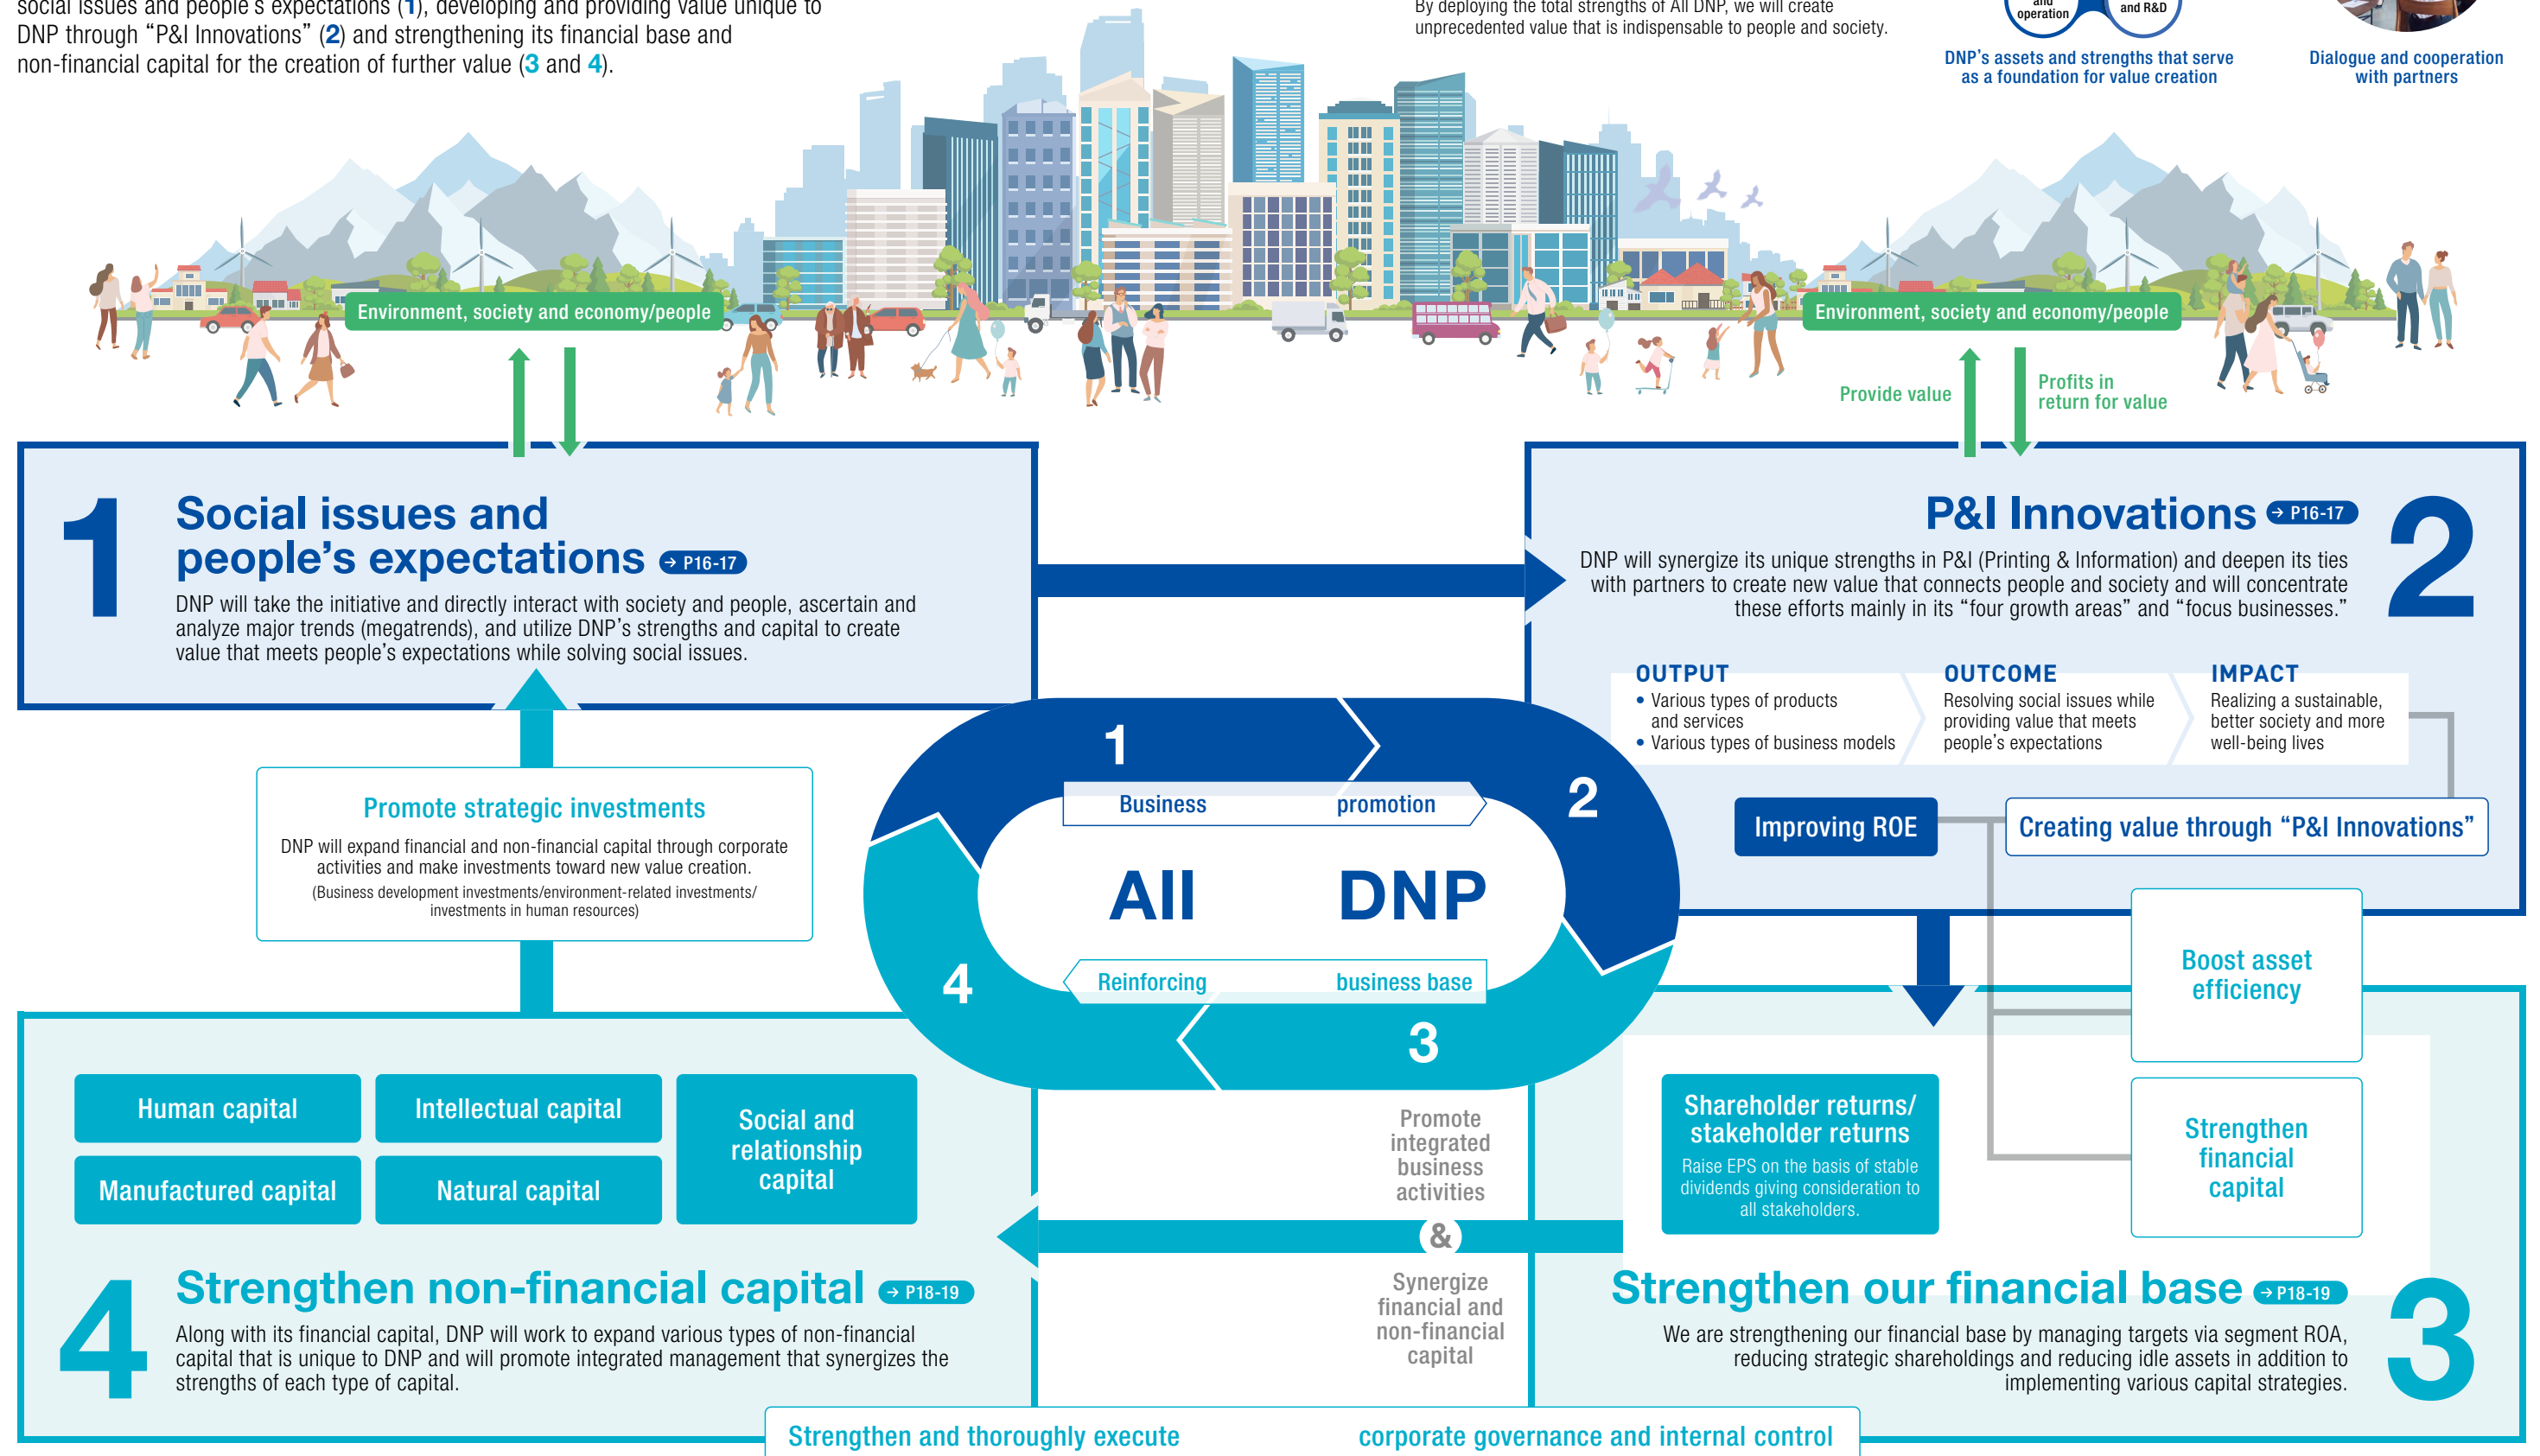 social issues and people's expectations (1), developing and providing value unique to
DNP through “P&I Innovations” (2) and strengthening its financial base and
non-financial capital for the creation of further value (3 and 4).
By deploying the total strengths of All DNP, we will create
unprecedented value that is indispensable to people and society.
and
operation
and R&D
DNP's assets and strengths that serve
as a foundation for value creation
Dialogue and cooperation
with partners
Environment, society and economy/people
Environment, society and economy/people
Provide value
Profits in
return for value
1
Social issues and
people's expectations → P16-17
DNP will take the initiative and directly interact with society and people, ascertain and
analyze major trends (megatrends), and utilize DNP's strengths and capital to create
value that meets people's expectations while solving social issues.
P&I Innovations → P16-17
2
DNP will synergize its unique strengths in P&I (Printing & Information) and deepen its ties
with partners to create new value that connects people and society and will concentrate
these efforts mainly in its “four growth areas” and “focus businesses.”
OUTPUT
• Various types of products
and services
• Various types of business models
OUTCOME
Resolving social issues while
providing value that meets
people's expectations
IMPACT
Realizing a sustainable,
better society and more
well-being lives
Improving ROE
Creating value through “P&I Innovations”
Promote strategic investments
DNP will expand financial and non-financial capital through corporate
activities and make investments toward new value creation.
(Business development investments/environment-related investments/
investments in human resources)
1
2
Business promotion
All DNP
Reinforcing business base
4
3
Boost asset
efficiency
Strengthen
financial
capital
Shareholder returns/
stakeholder returns
Raise EPS on the basis of stable
dividends giving consideration to
all stakeholders.
Promote
integrated
business
activities
&
Synergize
financial and
non-financial
capital
Human capital
Intellectual capital
Social and
relationship
capital
Manufactured capital
Natural capital
4
Strengthen non-financial capital → P18-19
Along with its financial capital, DNP will work to expand various types of non-financial
capital that is unique to DNP and will promote integrated management that synergizes the
strengths of each type of capital.
Strengthen our financial base → P18-19
3
We are strengthening our financial base by managing targets via segment ROA,
reducing strategic shareholdings and reducing idle assets in addition to
implementing various capital strategies.
Strengthen and thoroughly execute corporate governance and internal control